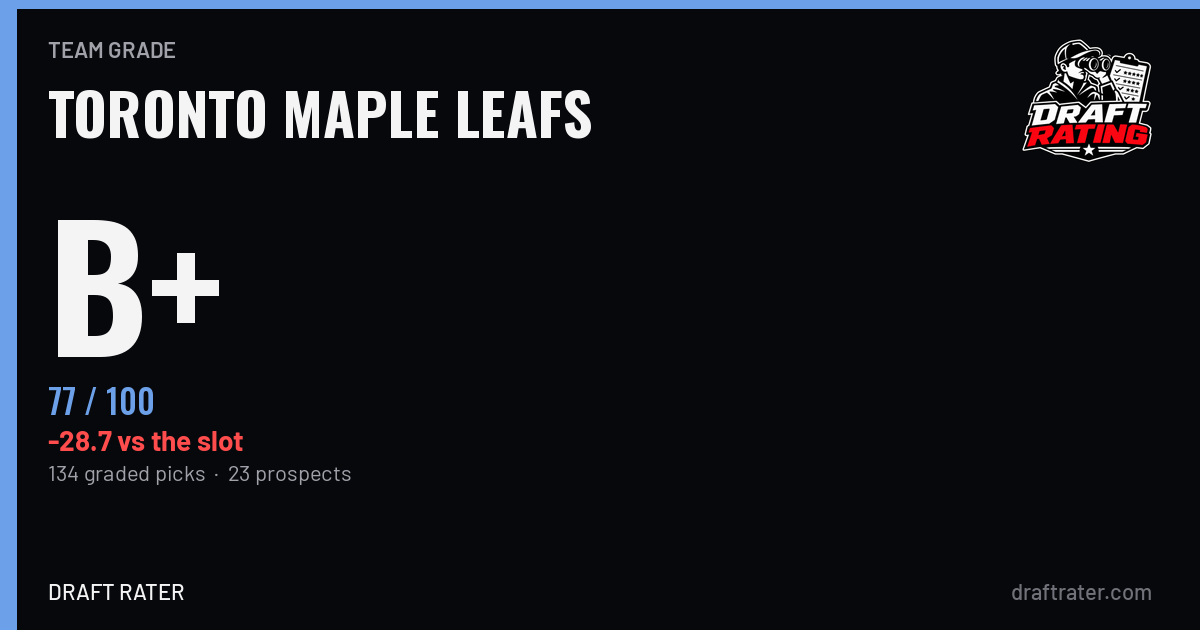 TEAM GRADE
TORONTO MAPLE LEAFS
DRAFT
RATING
B+
77 / 100
-28.7 vs the slot
134 graded picks · 23 prospects
DRAFT RATER
draftrater.com